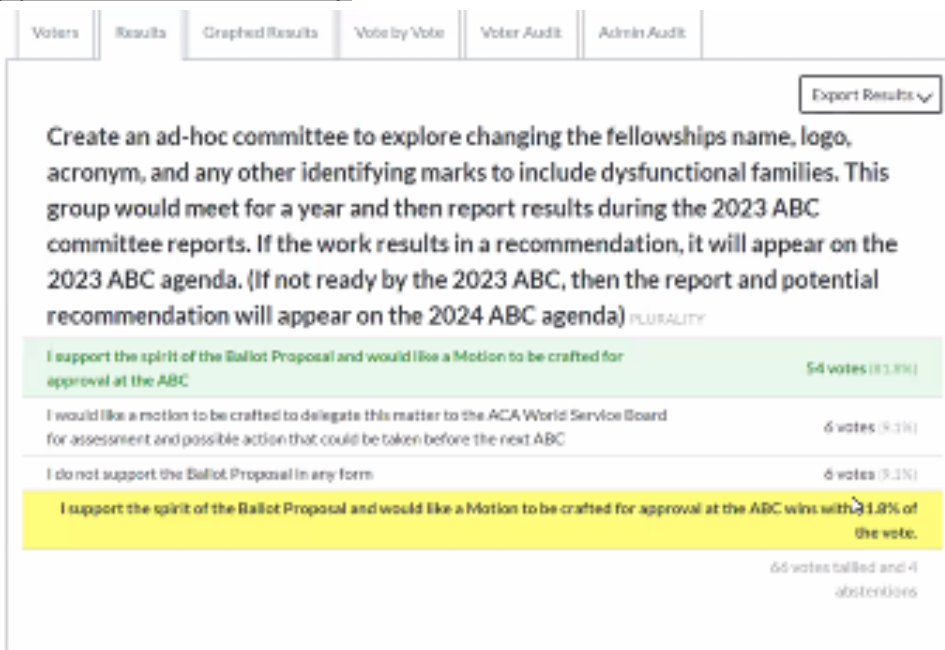 Voters Results Graphed Results Vote by Vote Voter Audit Admin Audit
Export Results
Create an ad-hoc committee to explore changing the fellowships name, logo,
acronym, and any other identifying marks to include dysfunctional families. This
group would meet for a year and then report results during the 2023 ABC
committee reports. If the work results in a recommendation, it will appear on the
2023 ABC agenda. (If not ready by the 2023 ABC, then the report and potential
recommendation will appear on the 2024 ABC agenda) PLURALITY
I support the spirit of the Ballot Proposal and would like a Motion to be crafted for
approval at the ABC
54 votes (81.8%)
I would like a motion to be crafted to delegate this matter to the ACA World Service Board
for assessment and possible action that could be taken before the next ABC
6 votes (9.1%)
I do not support the Ballot Proposal in any form
6 votes (9.1%)
I support the spirit of the Ballot Proposal and would like a Motion to be crafted for approval at the ABC wins with 81.8% of
the vote.
66 votes tallied and 4
abstentions